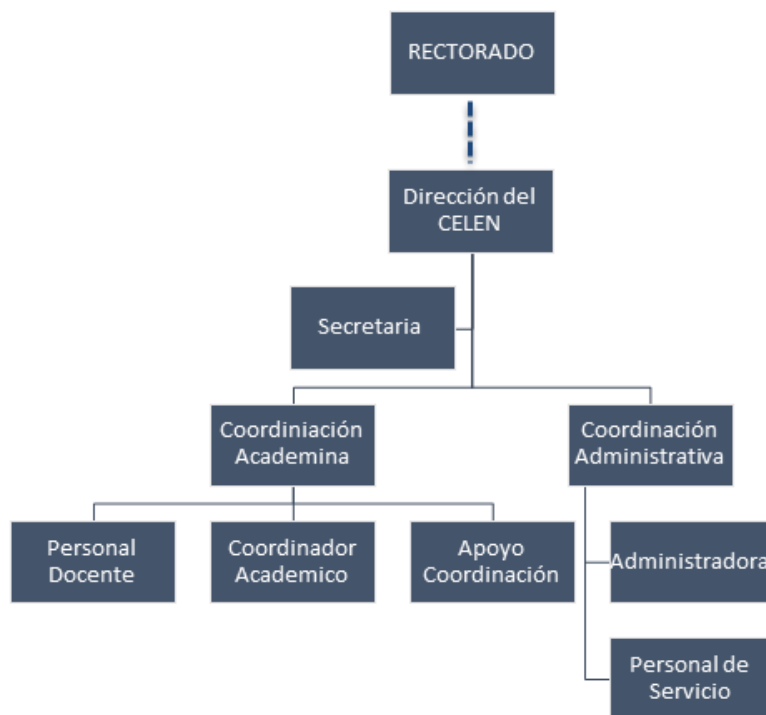 RECTORADO
Dirección del
CELEN
Secretaria
Coordiniación
Academina
Coordinación
Administrativa
Personal
Docente
Coordinador
Academico
Apoyo
Coordinación
Administradora
Personal de
Servicio